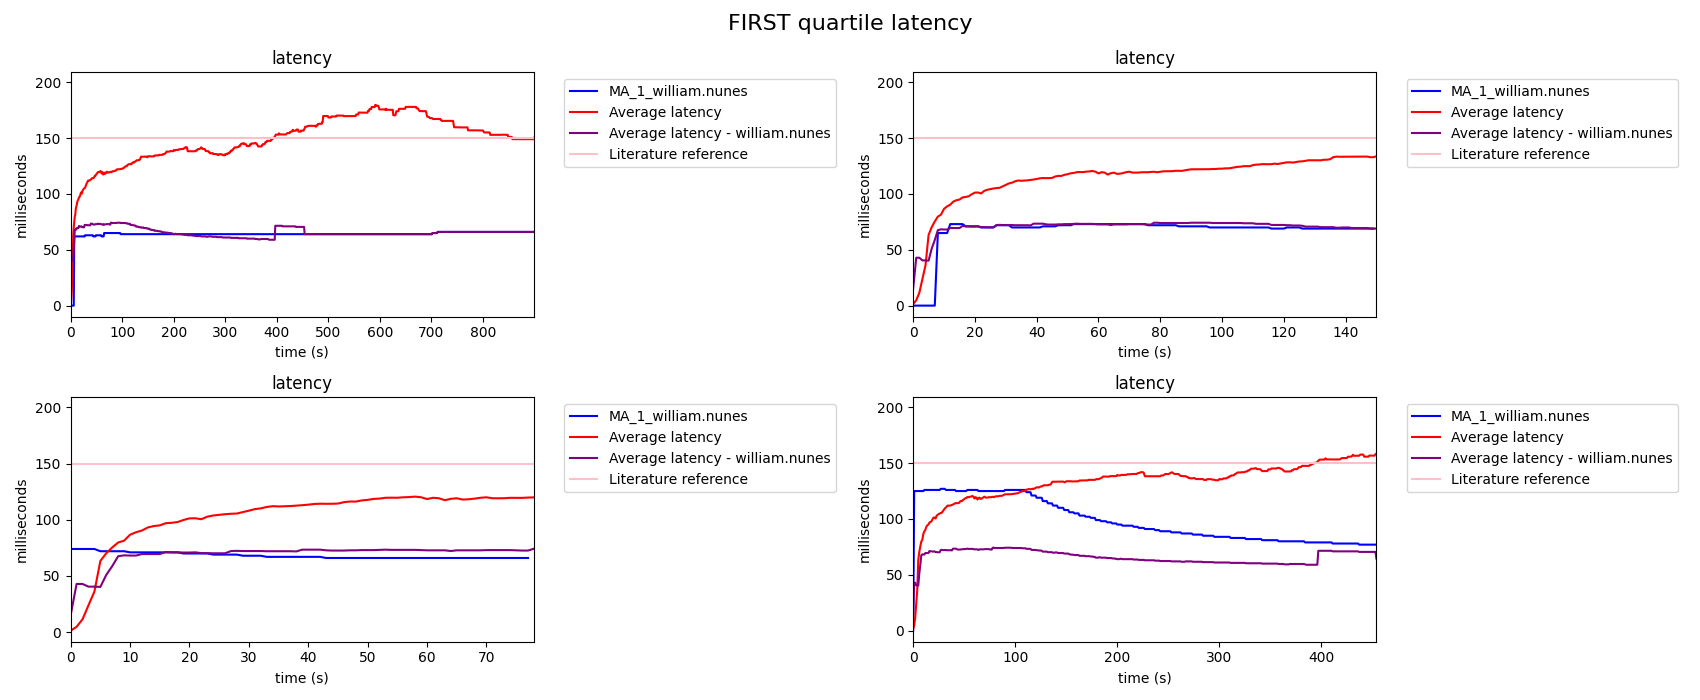 FIRST quartile latency
latency
200
150
100
50
0
milliseconds
0 100 200 300 400 500 600 700 800
time (s)
MA_1_william.nunes
Average latency
Average latency - william.nunes
Literature reference
latency
200
150
100
50
0
milliseconds
0 20 40 60 80 100 120 140
time (s)
MA_1_william.nunes
Average latency
Average latency - william.nunes
Literature reference
latency
200
150
100
50
0
milliseconds
0 10 20 30 40 50 60 70
time (s)
MA_1_william.nunes
Average latency
Average latency - william.nunes
Literature reference
latency
200
150
100
50
0
milliseconds
0 100 200 300 400
time (s)
MA_1_william.nunes
Average latency
Average latency - william.nunes
Literature reference